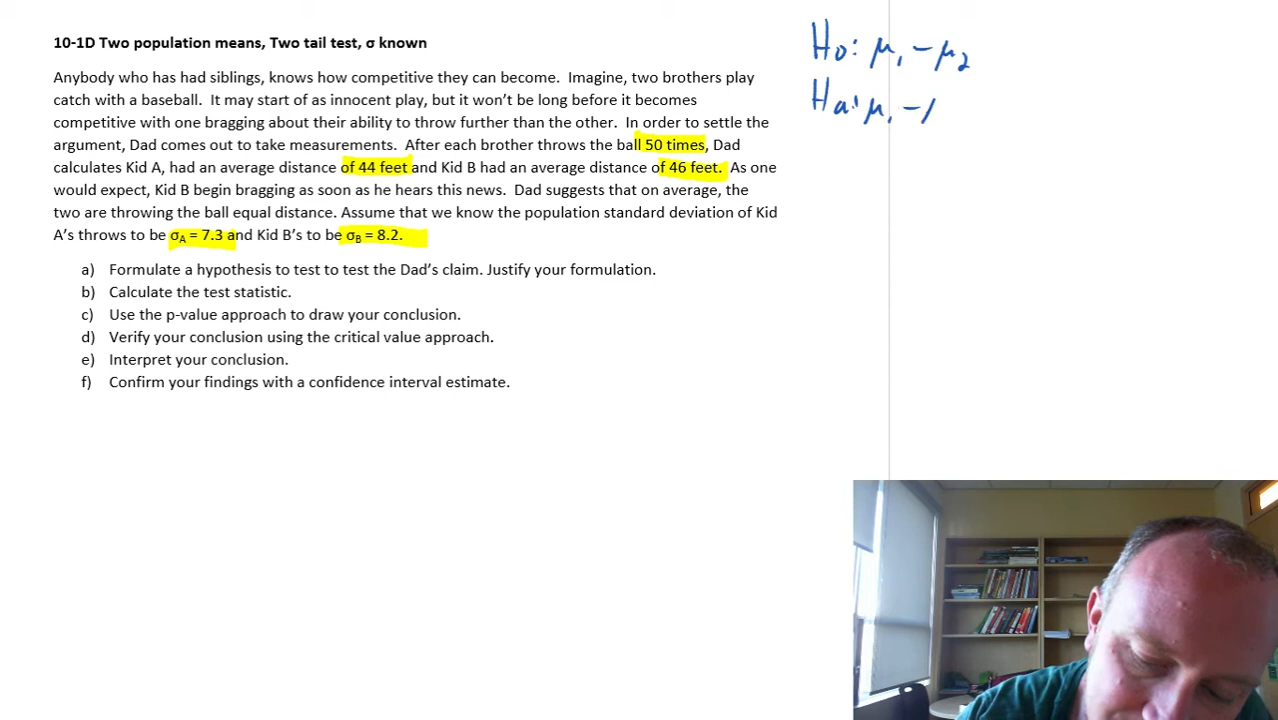 10-1D Two population means, Two tail test, σ known
Anybody who has had siblings, knows how competitive they can become. Imagine, two brothers play
catch with a baseball. It may start of as innocent play, but it won't be long before it becomes
competitive with one bragging about their ability to throw further than the other. In order to settle the
argument, Dad comes out to take measurements. After each brother throws the ball 50 times, Dad
calculates Kid A, had an average distance of 44 feet and Kid B had an average distance of 46 feet. As one
would expect, Kid B begin bragging as soon as he hears this news. Dad suggests that on average, the
two are throwing the ball equal distance. Assume that we know the population standard deviation of Kid
A's throws to be σA = 7.3 and Kid B's to be σB = 8.2.
a) Formulate a hypothesis to test to test the Dad's claim. Justify your formulation.
b) Calculate the test statistic.
c) Use the p-value approach to draw your conclusion.
d) Verify your conclusion using the critical value approach.
e) Interpret your conclusion.
f) Confirm your findings with a confidence interval estimate.
Ho: μ1 - μ2
Ha: μ1 -